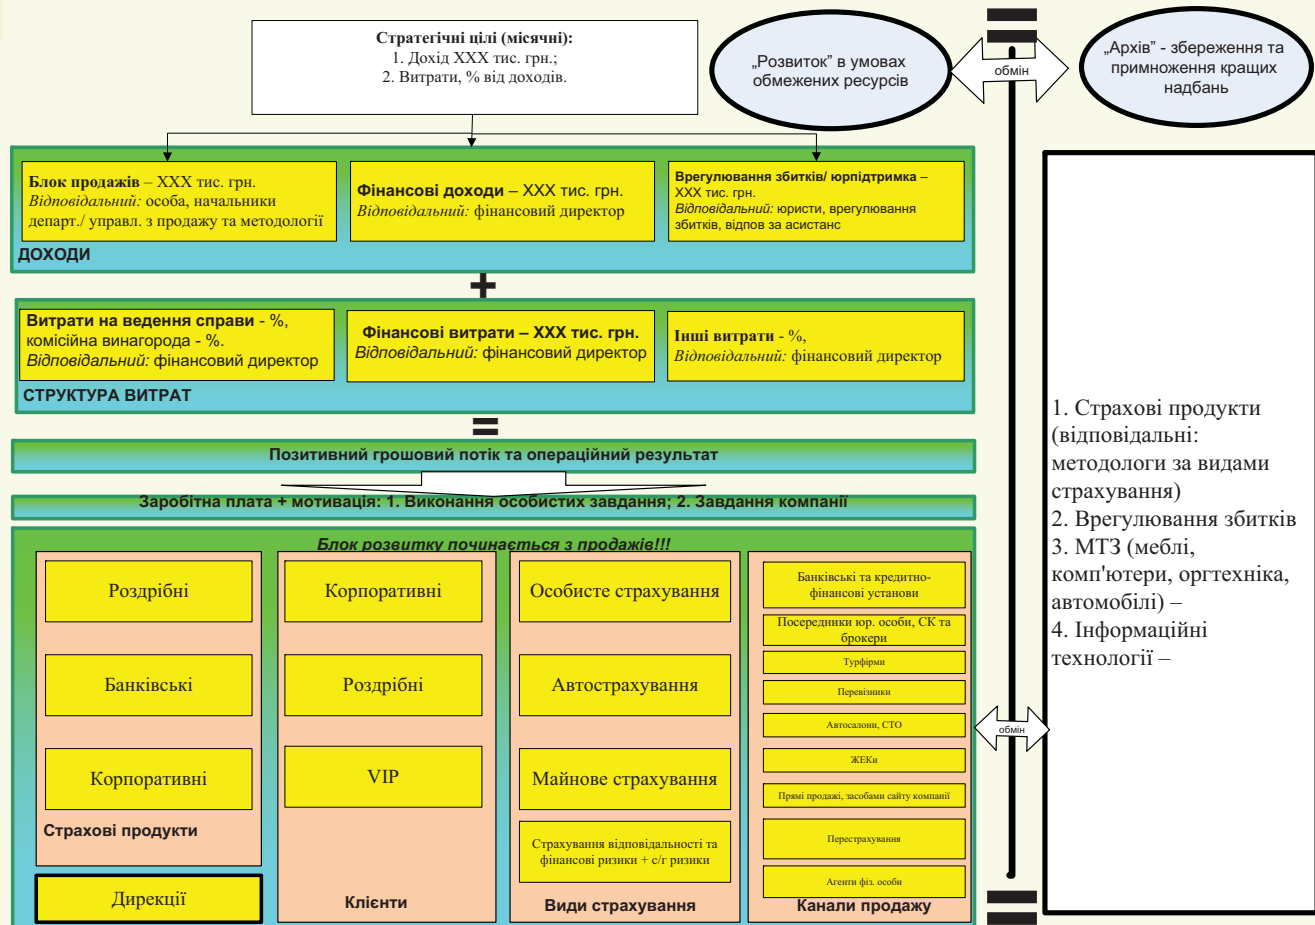 Стратегічні цілі (місячні):
1. Дохід XXX тис. грн.;
2. Витрати, % від доходів.
„Розвиток" в умовах
обмежених ресурсів
обмін
„Архів" - збереження та
примноження кращих
надбань
Блок продажів – XXX тис. грн.
Відповідальний: особа, начальники
департ./ управл. з продажу та методології
Фінансові доходи – XXX тис. грн.
Відповідальний: фінансовий директор
Врегулювання збитків/ юрпідтримка –
XXX тис. грн.
Відповідальний: юристи, врегулювання
збитків, відпов за асистанс
ДОХОДИ
+
Витрати на ведення справи - %,
комісійна винагорода - %.
Відповідальний: фінансовий директор
Фінансові витрати – XXX тис. грн.
Відповідальний: фінансовий директор
Інші витрати - %,
Відповідальний: фінансовий директор
СТРУКТУРА ВИТРАТ
=
Позитивний грошовий потік та операційний результат
Заробітна плата + мотивація: 1. Виконання особистих завдання; 2. Завдання компанії
Блок розвитку починається з продажів!!!
Роздрібні
Банківські
Корпоративні
Страхові продукти
Дирекції
Корпоративні
Роздрібні
VIP
Клієнти
Особисте страхування
Автострахування
Майнове страхування
Страхування відповідальності та
фінансові ризики + с/г ризики
Види страхування
Банківські та кредитно-
фінансові установи
Посередники юр. особи, СК та
брокери
Турфірми
Перевізники
Автосалони, СТО
ЖЕКи
Прямі продажі, засобами сайту компанії
Перестрахування
Агенти фіз. особи
Канали продажу
обмін
1. Страхові продукти
(відповідальні:
методологи за видами
страхування)
2. Врегулювання збитків
3. МТЗ (меблі,
комп'ютери, оргтехніка,
автомобілі) –
4. Інформаційні
технології –